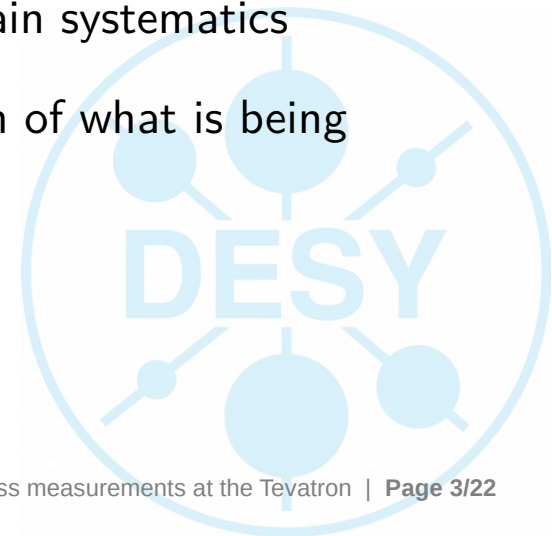 ain systematics
n of what is being
DESY
ss measurements at the Tevatron | Page 3/22